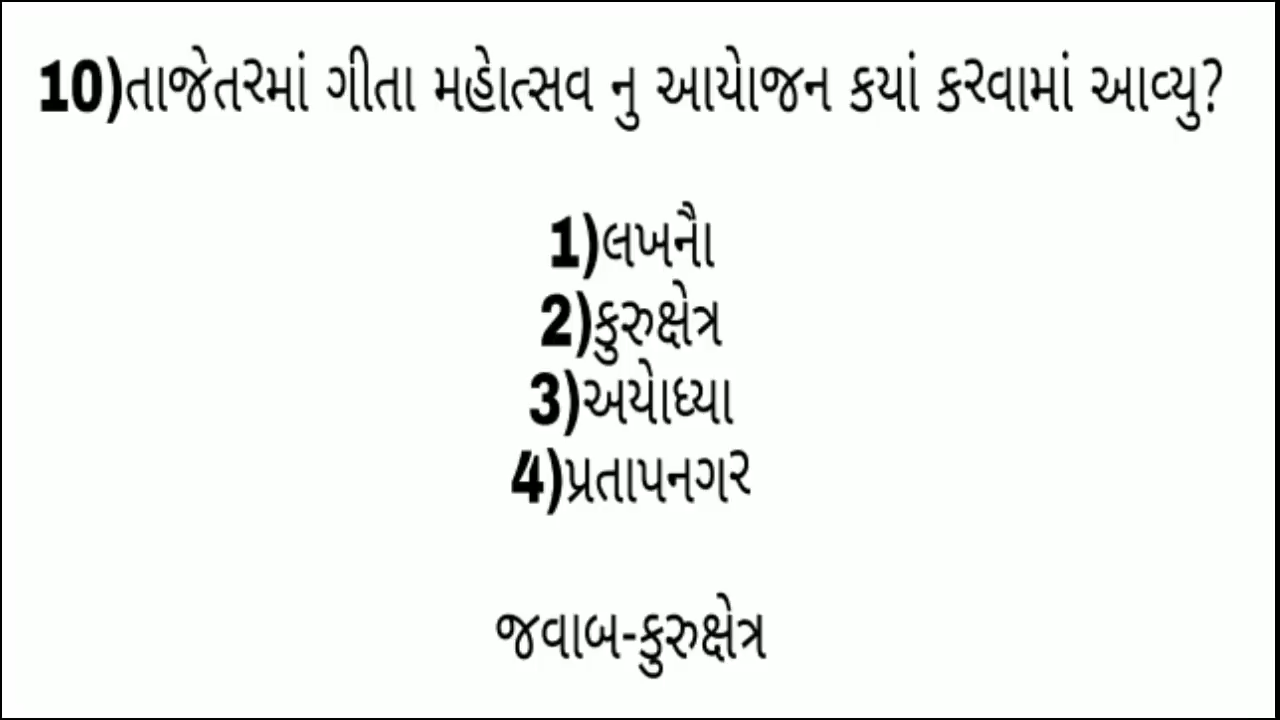 10)તાજેતરમાં ગીતા મહોત્સવ નુ આયોજન કયાં કરવામાં આવ્યુ?
1)લખનૌ
2)કુરુક્ષેત્ર
3)અયોધ્યા
4)પ્રતાપનગર
જવાબ-કુરુક્ષેત્ર